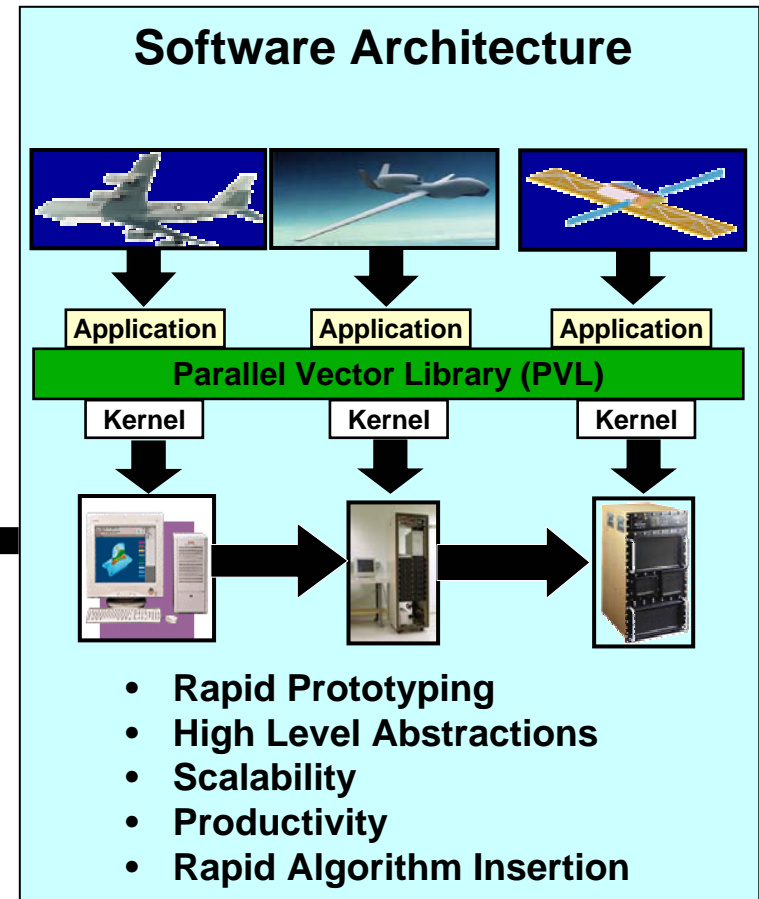 Software Architecture
Application
Application
Application
Parallel Vector Library (PVL)
Kernel
Kernel
Kernel
• Rapid Prototyping
• High Level Abstractions
• Scalability
• Productivity
• Rapid Algorithm Insertion